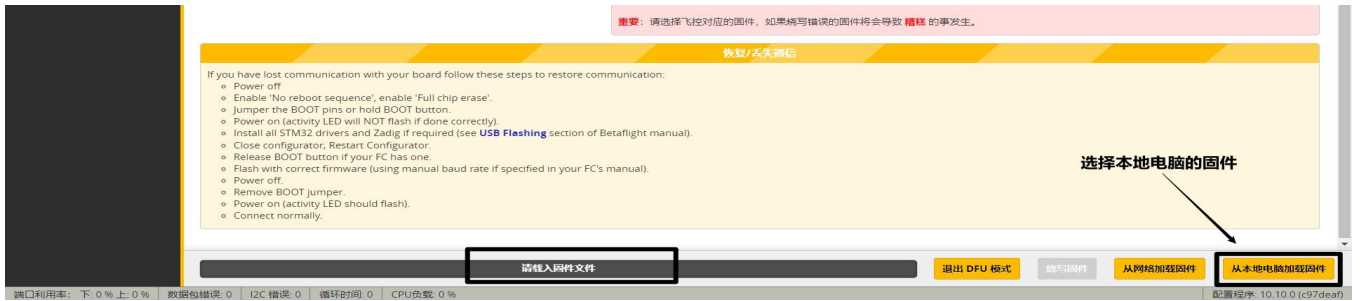 重要：请选择飞控对应的固件，如果烧写错误的固件将会导致 糟糕 的事发生。
恢复/丢失通信
If you have lost communication with your board follow these steps to restore communication:
Power off
Enable 'No reboot sequence', enable 'Full chip erase'.
Jumper the BOOT pins or hold BOOT button.
Power on (activity LED will NOT flash if done correctly).
Install all STM32 drivers and Zadig if required (see USB Flashing section of Betaflight manual).
Close configurator, Restart Configurator.
Release BOOT button if your FC has one.
Flash with correct firmware (using manual baud rate if specified in your FC's manual).
Power off.
Remove BOOT jumper.
Power on (activity LED should flash).
Connect normally.
选择本地电脑的固件
请载入固件文件
退出 DFU 模式
烧写固件
从网络加载固件
从本地电脑加载固件
端口利用率： 下: 0 % 上: 0 %
数据包错误: 0
I2C 错误: 0
循环时间: 0
CPU负载: 0 %
配置程序: 10.10.0 (c97deaf)